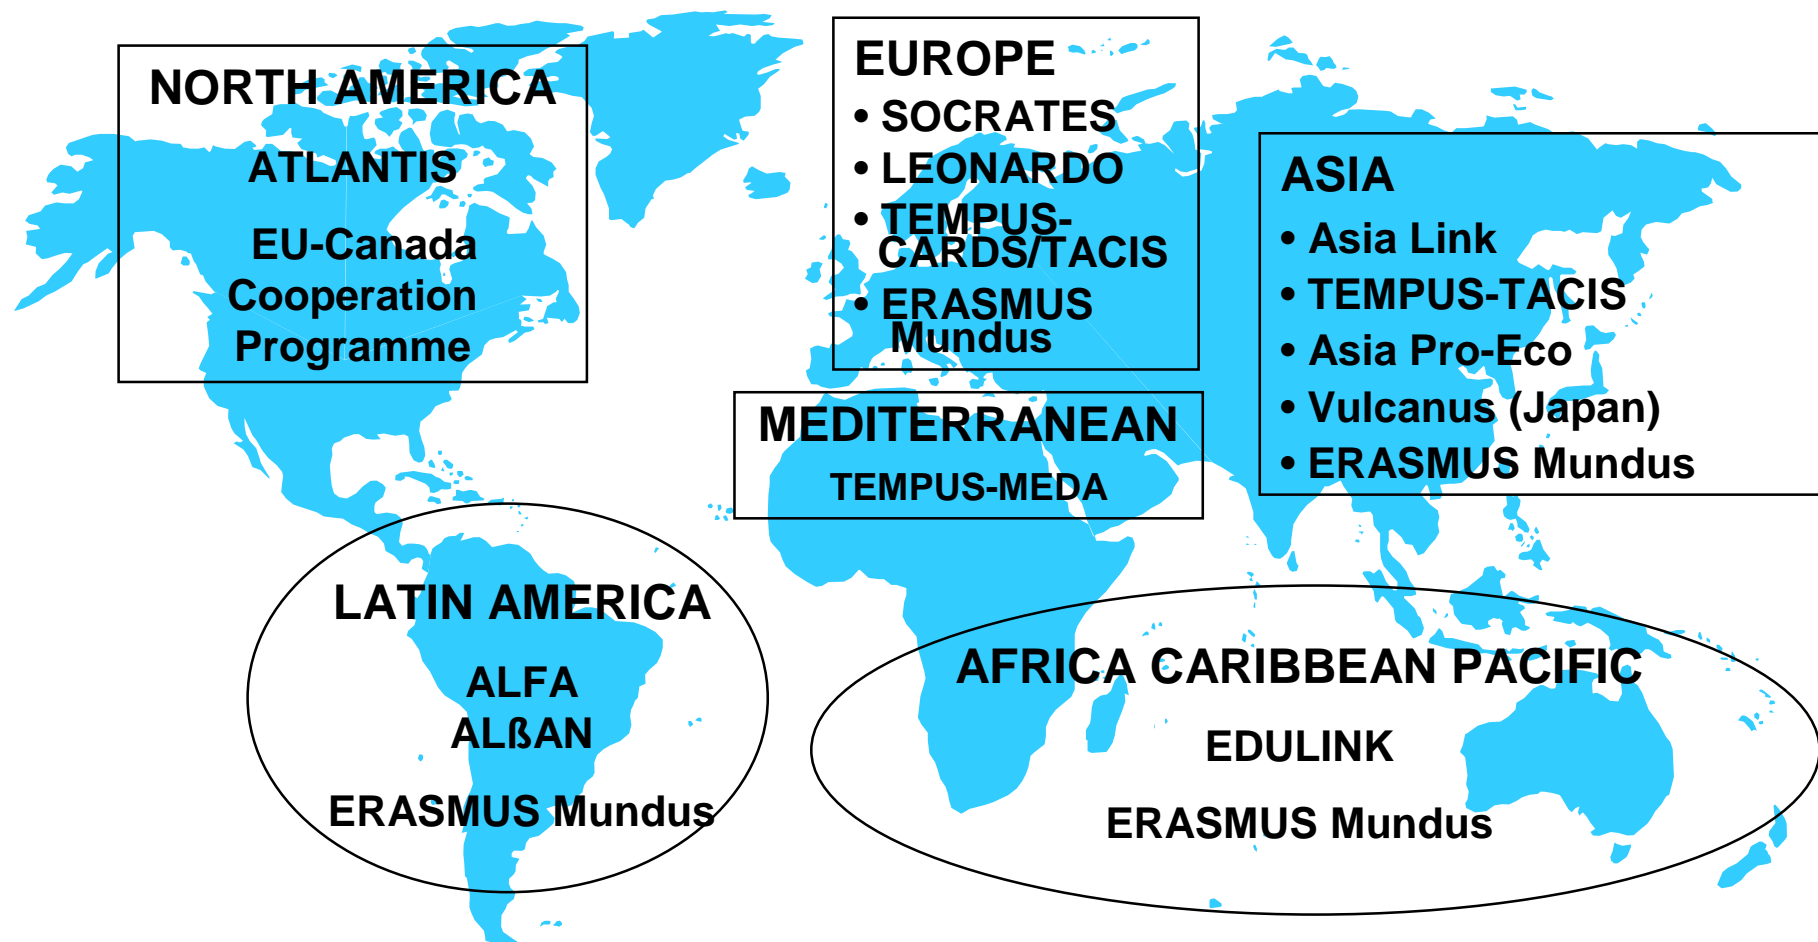 NORTH AMERICA
ATLANTIS
EU-Canada
Cooperation
Programme
EUROPE
• SOCRATES
• LEONARDO
• TEMPUS-
CARDS/TACIS
• ERASMUS
Mundus
ASIA
• Asia Link
• TEMPUS-TACIS
• Asia Pro-Eco
• Vulcanus (Japan)
• ERASMUS Mundus
MEDITERRANEAN
TEMPUS-MEDA
LATIN AMERICA
ALFA
ALßAN
ERASMUS Mundus
AFRICA CARIBBEAN PACIFIC
EDULINK
ERASMUS Mundus